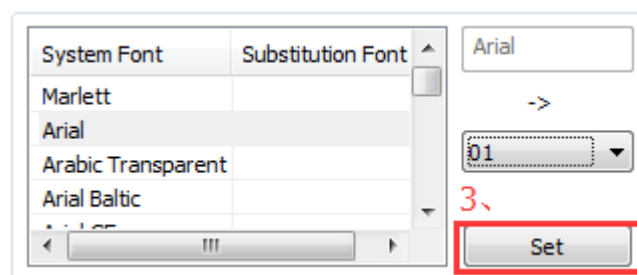 System Font Substitution Font
Marlett
Arial
Arabic Transparent
Arial Baltic
Arial
->
01
3、
Set